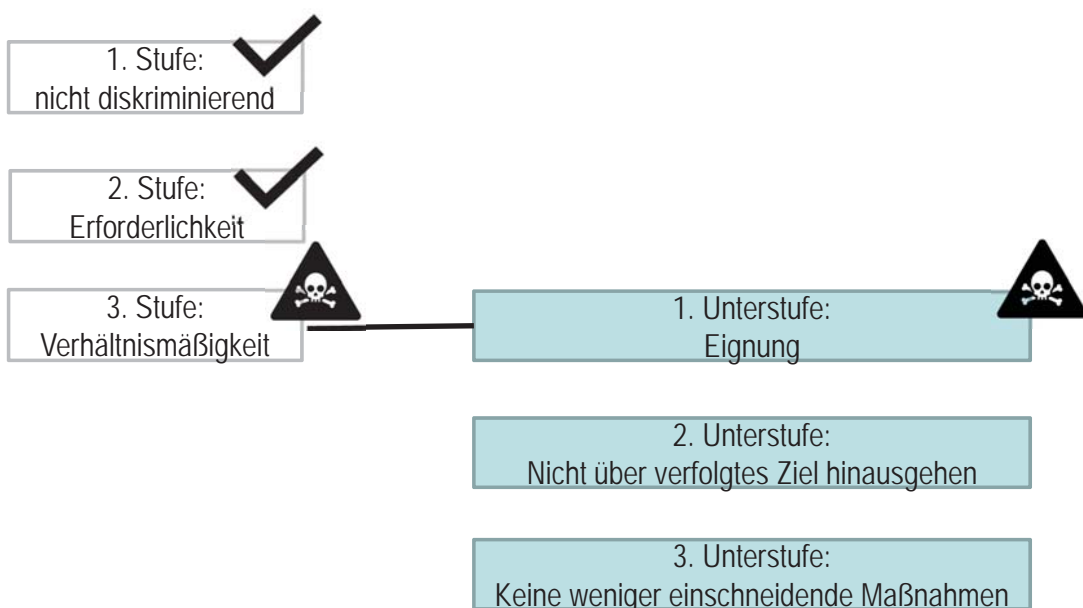 1. Stufe:
nicht diskriminierend
2. Stufe:
Erforderlichkeit
3. Stufe:
Verhältnismäßigkeit
1. Unterstufe:
Eignung
2. Unterstufe:
Nicht über verfolgtes Ziel hinausgehen
3. Unterstufe:
Keine weniger einschneidende Maßnahmen